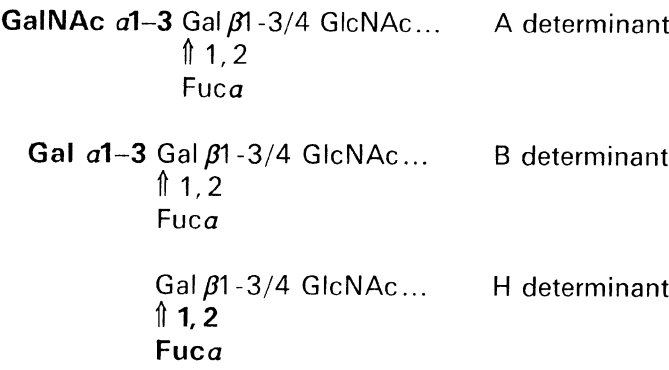 GalNAc α1–3 Gal β1-3/4 GlcNAc... A determinant
⇑ 1, 2
Fucα
Gal α1–3 Gal β1-3/4 GlcNAc... B determinant
⇑ 1, 2
Fucα
Gal β1-3/4 GlcNAc... H determinant
⇑ 1, 2
Fucα